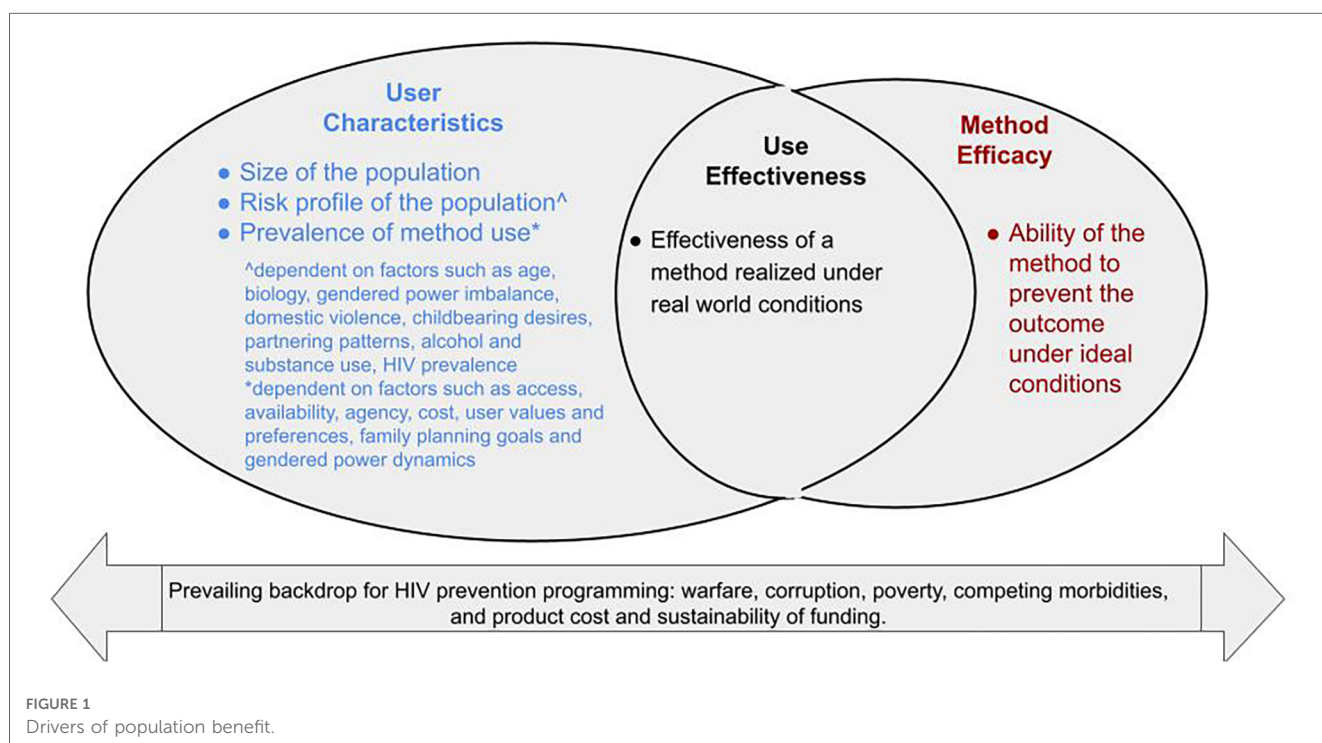 User
Characteristics
● Size of the population
● Risk profile of the population^
● Prevalence of method use*
^dependent on factors such as age,
biology, gendered power imbalance,
domestic violence, childbearing desires,
partnering patterns, alcohol and
substance use, HIV prevalence
*dependent on factors such as access,
availability, agency, cost, user values and
preferences, family planning goals and
gendered power dynamics
Use
Effectiveness
● Effectiveness of a
method realized under
real world conditions
Method
Efficacy
● Ability of the
method to
prevent the
outcome
under ideal
conditions
Prevailing backdrop for HIV prevention programming: warfare, corruption, poverty, competing morbidities,
and product cost and sustainability of funding.
FIGURE 1
Drivers of population benefit.